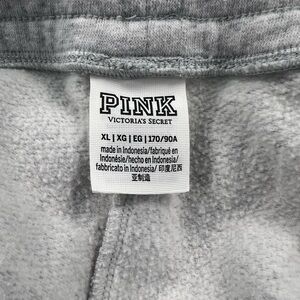 PINK
VICTORIA'S SECRET
XL | XG | EG | 170/90A
made in Indonesia/fabriqué en
Indonésie/hecho en Indonesia/
fabbricato in Indonesia/ 印度尼西
亚制造